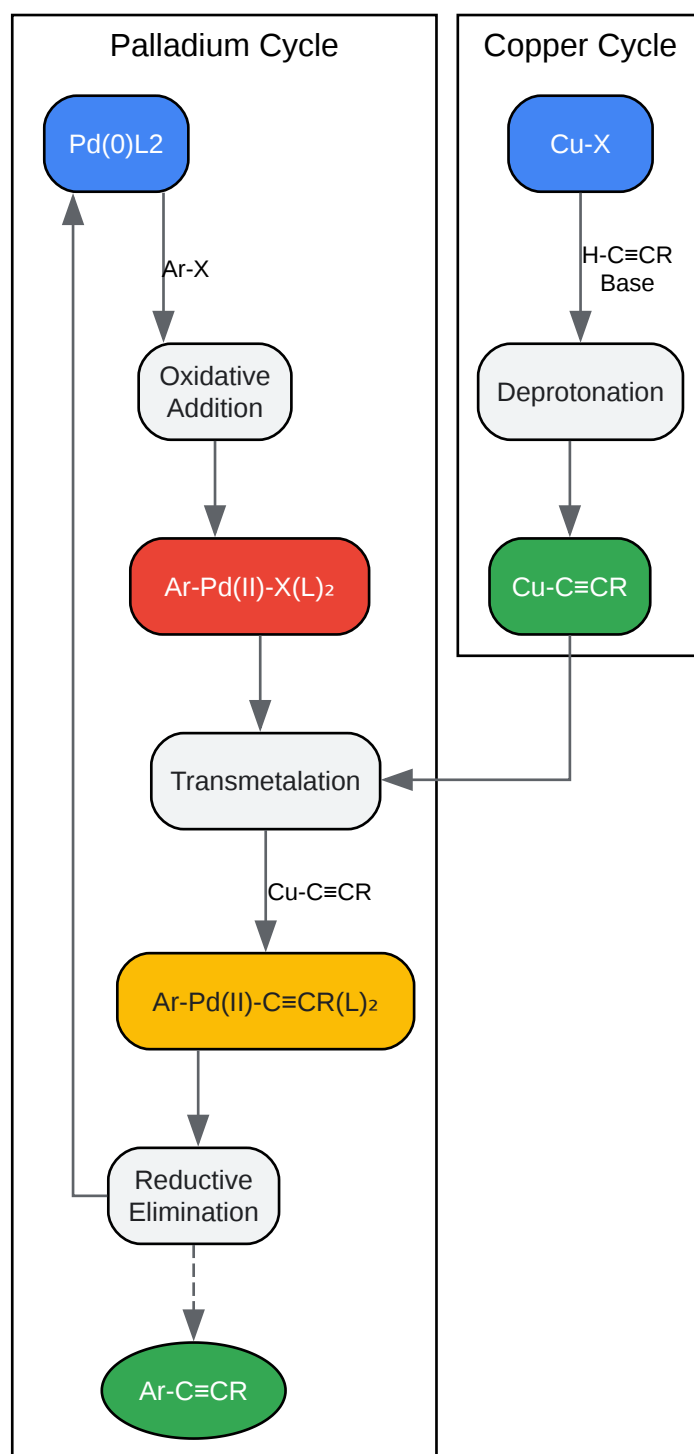 Palladium Cycle
Pd(0)L2
Ar-X
Oxidative
Addition
Ar-Pd(II)-X(L)₂
Transmetalation
Cu-C≡CR
Ar-Pd(II)-C≡CR(L)₂
Reductive
Elimination
Ar-C≡CR
Copper Cycle
Cu-X
H-C≡CR
Base
Deprotonation
Cu-C≡CR